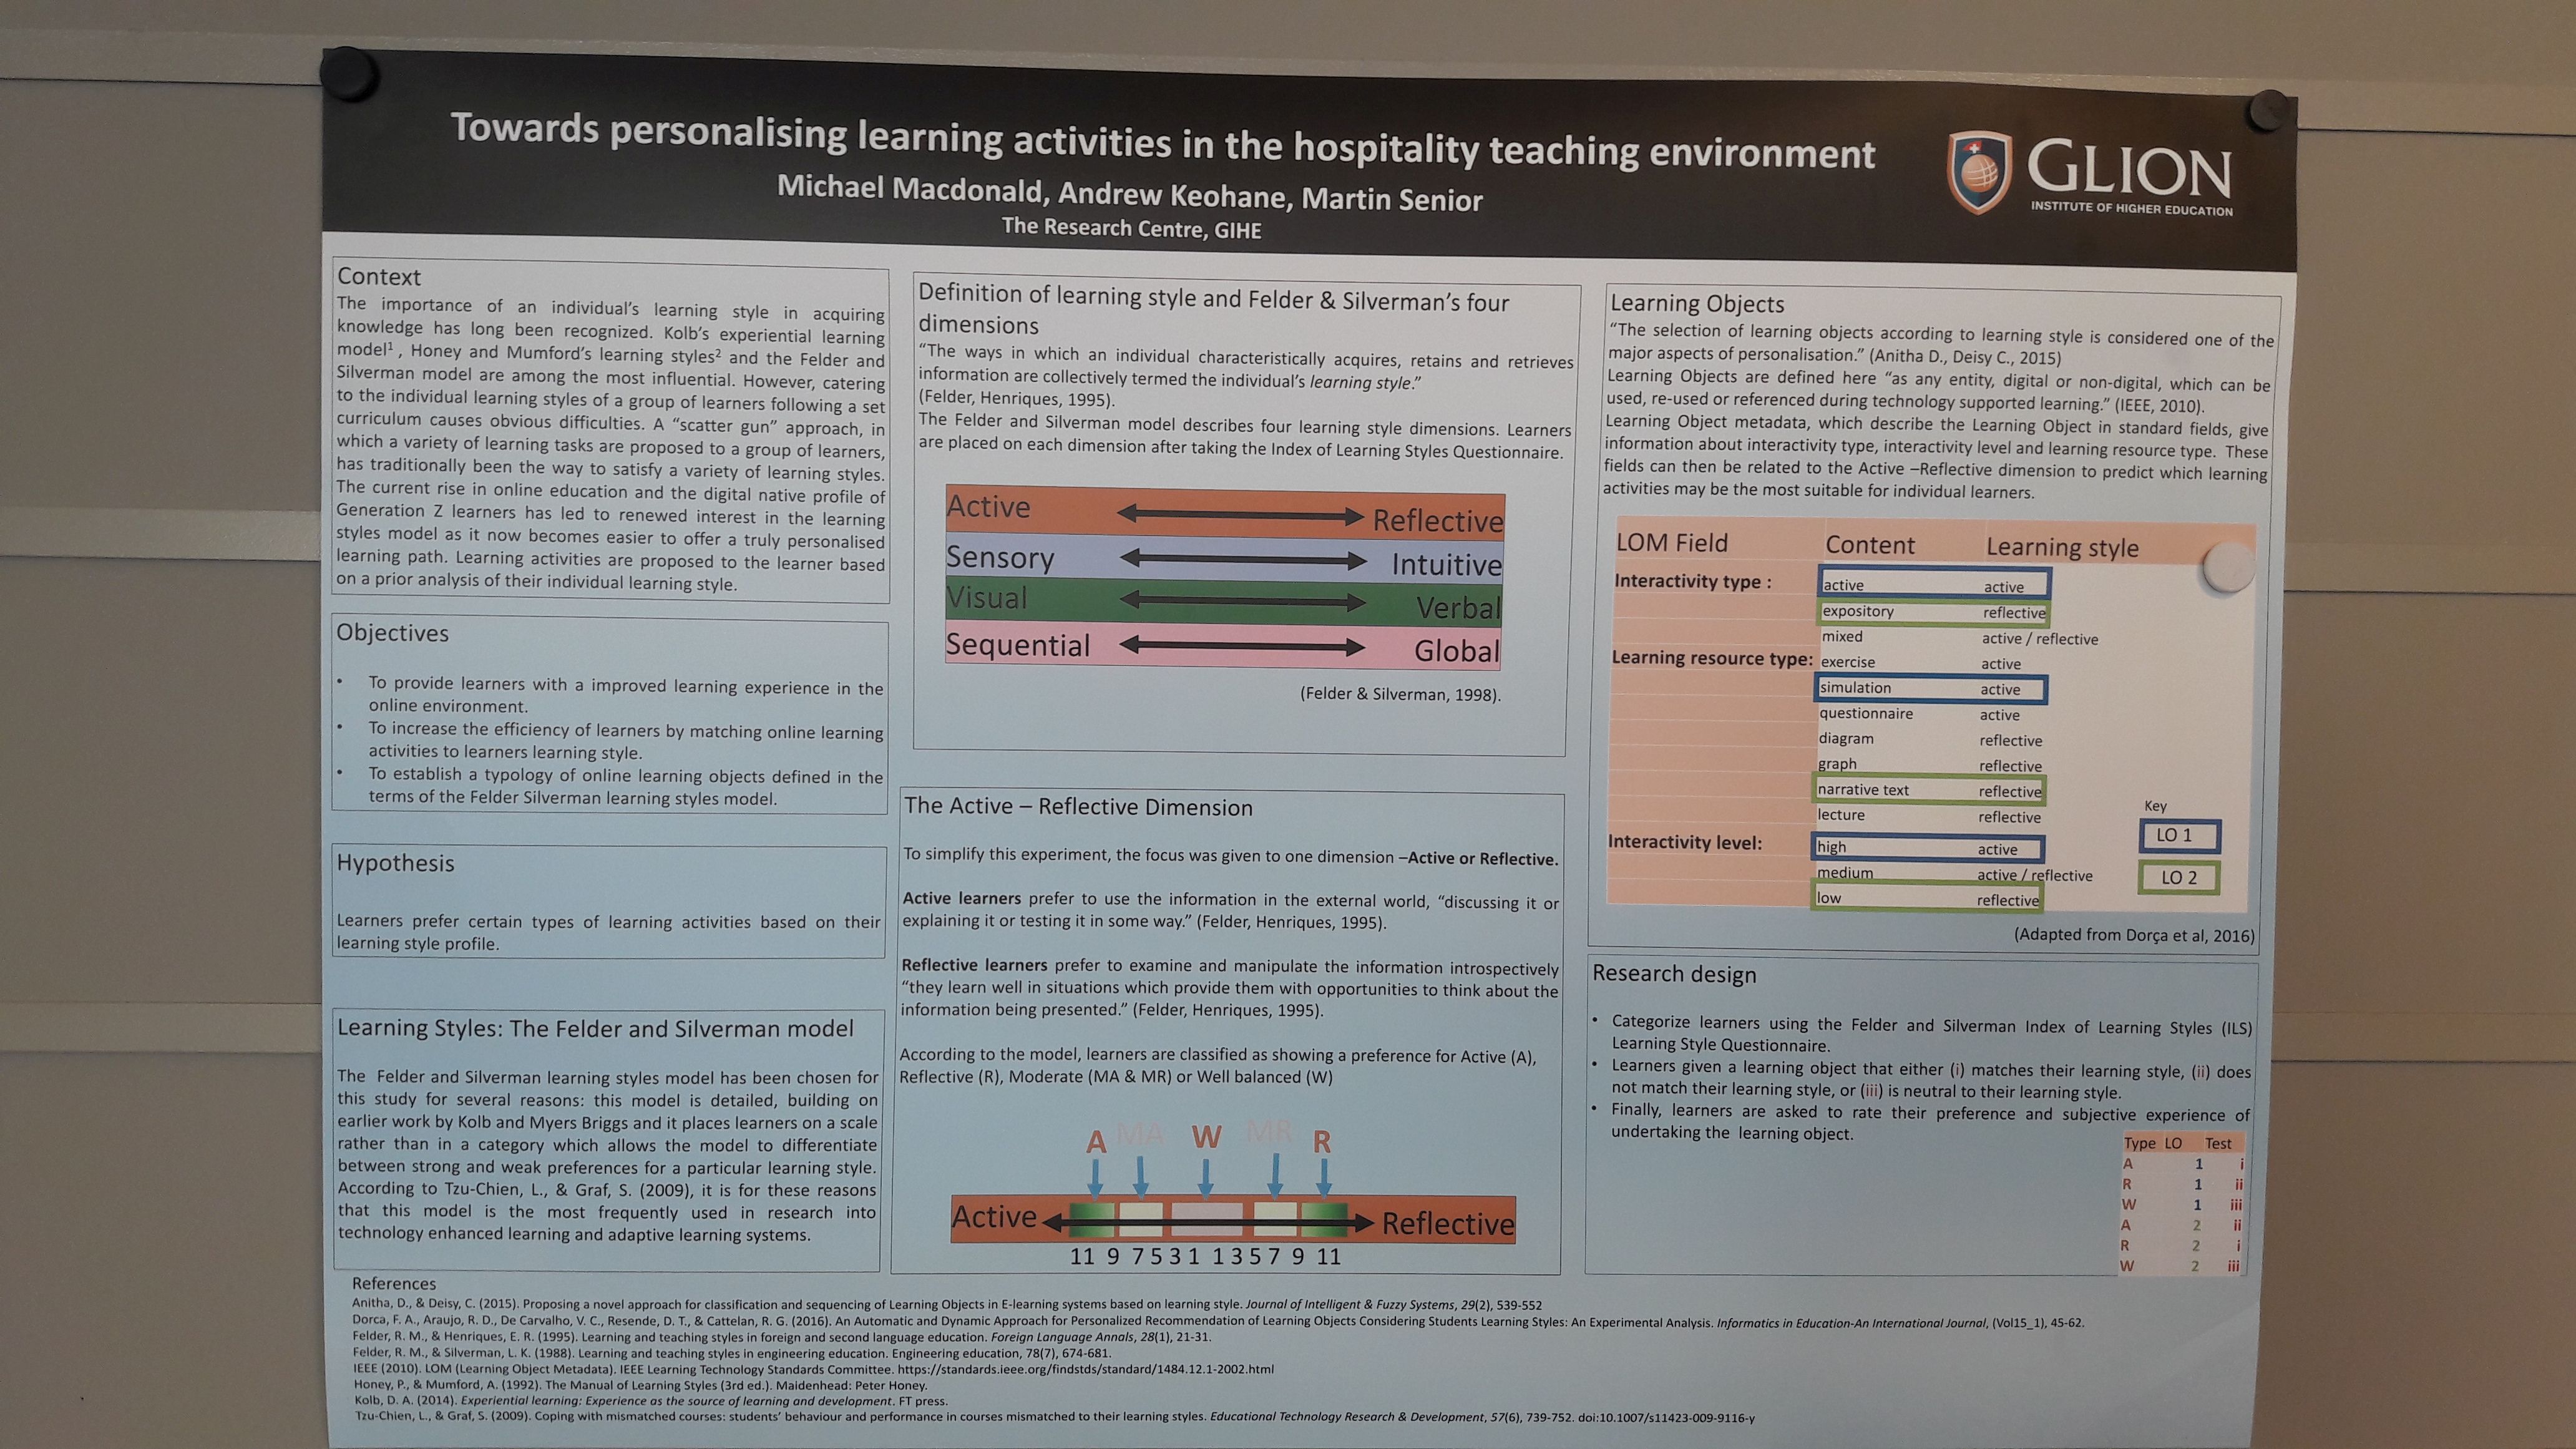 Towards personalising learning activities in the hospitality teaching environment
Michael Macdonald, Andrew Keohane, Martin Senior
The Research Centre, GIHE
GLION
INSTITUTE OF HIGHER EDUCATION
Context
The importance of an individual's learning style in acquiring
knowledge has long been recognized. Kolb's experiential learning
model¹ , Honey and Mumford's learning styles² and the Felder and
Silverman model are among the most influential. However, catering
to the individual learning styles of a group of learners following a set
curriculum causes obvious difficulties. A “scatter gun” approach, in
which a variety of learning tasks are proposed to a group of learners,
has traditionally been the way to satisfy a variety of learning styles.
The current rise in online education and the digital native profile of
Generation Z learners has led to renewed interest in the learning
styles model as it now becomes easier to offer a truly personalised
learning path. Learning activities are proposed to the learner based
on a prior analysis of their individual learning style.
Objectives
• To provide learners with a improved learning experience in the
online environment.
• To increase the efficiency of learners by matching online learning
activities to learners learning style.
• To establish a typology of online learning objects defined in the
terms of the Felder Silverman learning styles model.
Hypothesis
Learners prefer certain types of learning activities based on their
learning style profile.
Learning Styles: The Felder and Silverman model
The Felder and Silverman learning styles model has been chosen for
this study for several reasons: this model is detailed, building on
earlier work by Kolb and Myers Briggs and it places learners on a scale
rather than in a category which allows the model to differentiate
between strong and weak preferences for a particular learning style.
According to Tzu-Chien, L., & Graf, S. (2009), it is for these reasons
that this model is the most frequently used in research into
technology enhanced learning and adaptive learning systems.
Definition of learning style and Felder & Silverman's four
dimensions
“The ways in which an individual characteristically acquires, retains and retrieves
information are collectively termed the individual's learning style.”
(Felder, Henriques, 1995).
The Felder and Silverman model describes four learning style dimensions. Learners
are placed on each dimension after taking the Index of Learning Styles Questionnaire.
Active Reflective
Sensory Intuitive
Visual Verbal
Sequential Global
(Felder & Silverman, 1998).
The Active – Reflective Dimension
To simplify this experiment, the focus was given to one dimension –Active or Reflective.
Active learners prefer to use the information in the external world, “discussing it or
explaining it or testing it in some way.” (Felder, Henriques, 1995).
Reflective learners prefer to examine and manipulate the information introspectively
“they learn well in situations which provide them with opportunities to think about the
information being presented.” (Felder, Henriques, 1995).
According to the model, learners are classified as showing a preference for Active (A),
Reflective (R), Moderate (MA & MR) or Well balanced (W)
A MA W MR R
Active Reflective
11 9 7 5 3 1 1 3 5 7 9 11
Learning Objects
“The selection of learning objects according to learning style is considered one of the
major aspects of personalisation.” (Anitha D., Deisy C., 2015)
Learning Objects are defined here “as any entity, digital or non-digital, which can be
used, re-used or referenced during technology supported learning.” (IEEE, 2010).
Learning Object metadata, which describe the Learning Object in standard fields, give
information about interactivity type, interactivity level and learning resource type. These
fields can then be related to the Active –Reflective dimension to predict which learning
activities may be the most suitable for individual learners.
LOM Field Content Learning style
Interactivity type : active active
expository reflective
mixed active / reflective
Learning resource type: exercise active
simulation active
questionnaire active
diagram reflective
graph reflective
narrative text reflective
lecture reflective
Interactivity level: high active
medium active / reflective
low reflective
Key
LO 1
LO 2
(Adapted from Dorça et al, 2016)
Research design
• Categorize learners using the Felder and Silverman Index of Learning Styles (ILS)
Learning Style Questionnaire.
• Learners given a learning object that either (i) matches their learning style, (ii) does
not match their learning style, or (iii) is neutral to their learning style.
• Finally, learners are asked to rate their preference and subjective experience of
undertaking the learning object.
Type LO Test
A 1 i
R 1 ii
W 1 iii
A 2 ii
R 2 i
W 2 iii
References
Anitha, D., & Deisy, C. (2015). Proposing a novel approach for classification and sequencing of Learning Objects in E-learning systems based on learning style. Journal of Intelligent & Fuzzy Systems, 29(2), 539-552
Dorca, F. A., Araujo, R. D., De Carvalho, V. C., Resende, D. T., & Cattelan, R. G. (2016). An Automatic and Dynamic Approach for Personalized Recommendation of Learning Objects Considering Students Learning Styles: An Experimental Analysis. Informatics in Education-An International Journal, (Vol15_1), 45-62.
Felder, R. M., & Henriques, E. R. (1995). Learning and teaching styles in foreign and second language education. Foreign Language Annals, 28(1), 21-31.
Felder, R. M., & Silverman, L. K. (1988). Learning and teaching styles in engineering education. Engineering education, 78(7), 674-681.
IEEE (2010). LOM (Learning Object Metadata). IEEE Learning Technology Standards Committee. https://standards.ieee.org/findstds/standard/1484.12.1-2002.html
Honey, P., & Mumford, A. (1992). The Manual of Learning Styles (3rd ed.). Maidenhead: Peter Honey.
Kolb, D. A. (2014). Experiential learning: Experience as the source of learning and development. FT press.
Tzu-Chien, L., & Graf, S. (2009). Coping with mismatched courses: students' behaviour and performance in courses mismatched to their learning styles. Educational Technology Research & Development, 57(6), 739-752. doi:10.1007/s11423-009-9116-y